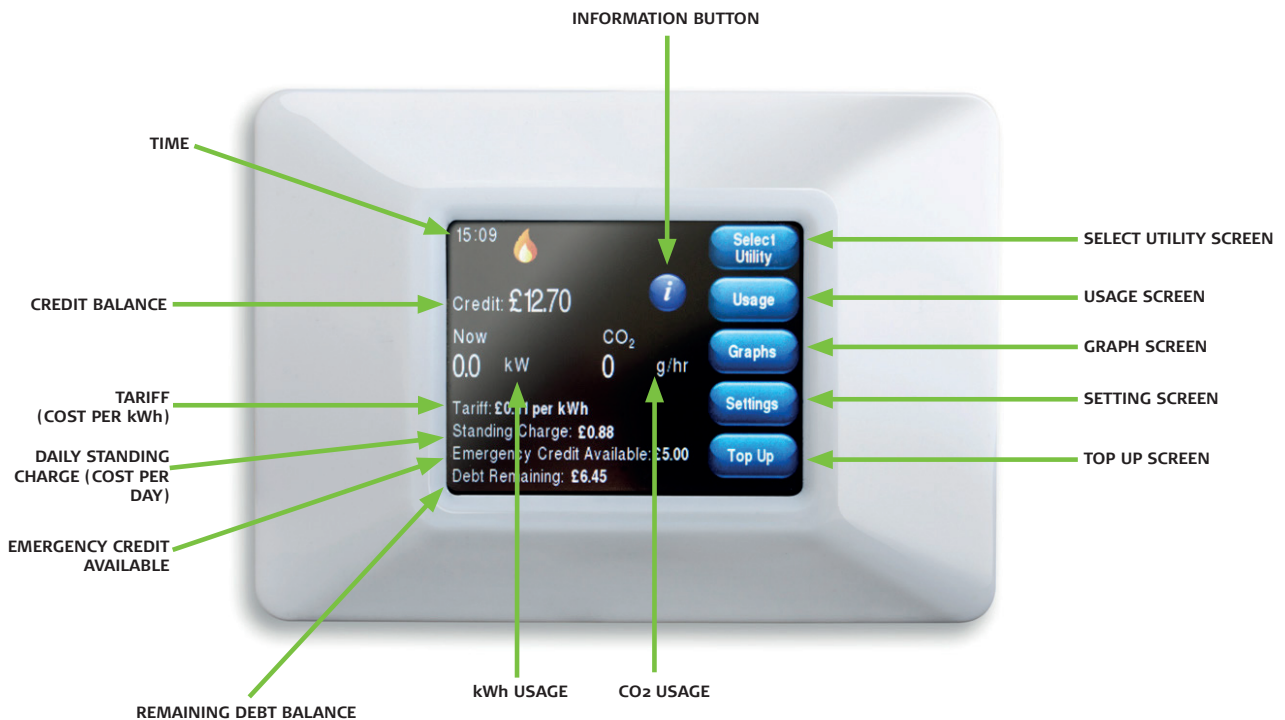 INFORMATION BUTTON
TIME
CREDIT BALANCE
TARIFF
(COST PER kWh)
DAILY STANDING
CHARGE (COST PER
DAY)
EMERGENCY CREDIT
AVAILABLE
REMAINING DEBT BALANCE
15:09
Credit: £12.70
i
Now
CO₂
0.0 kW
0 g/hr
Tariff: per kWh
Standing Charge: £0.88
Emergency Credit Available: £5.00
Debt Remaining: £6.45
Select
Utility
Usage
Graphs
Settings
Top Up
SELECT UTILITY SCREEN
USAGE SCREEN
GRAPH SCREEN
SETTING SCREEN
TOP UP SCREEN
kWh USAGE
CO2 USAGE